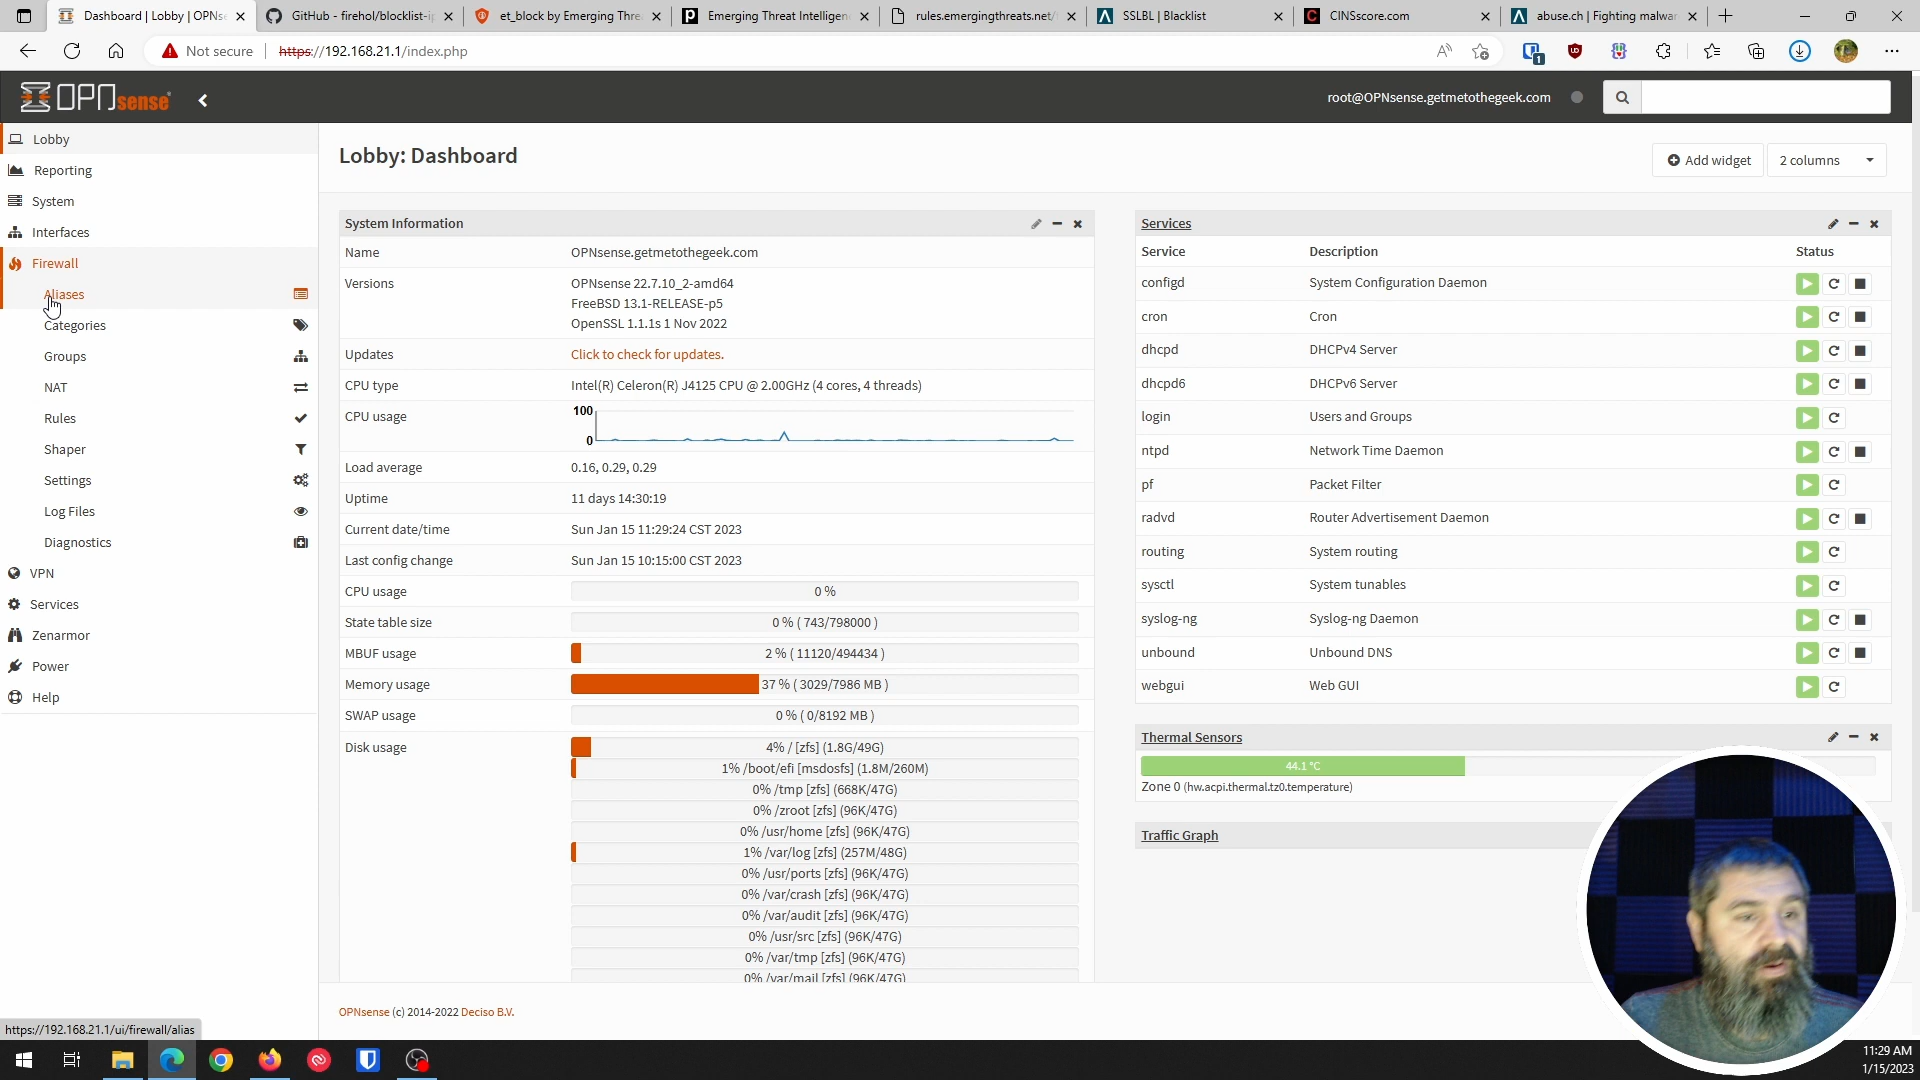 Dashboard | Lobby | OPNs
GitHub - firehol/blocklist-ip
et_block by Emerging Thre
Emerging Threat Intelligen
rules.emergingthreats.net/
SSLBL | Blacklist
CINSscore.com
abuse.ch | Fighting malwar
Not secure
https://192.168.21.1/index.php
1
OPNsense
root@OPNsense.getmetothegeek.com
Lobby
Reporting
System
Interfaces
Firewall
Aliases
Categories
Groups
NAT
Rules
Shaper
Settings
Log Files
Diagnostics
VPN
Services
Zenarmor
Power
Help
Lobby: Dashboard
Add widget
2 columns
System Information
Name OPNsense.getmetothegeek.com
Versions OPNsense 22.7.10_2-amd64
FreeBSD 13.1-RELEASE-p5
OpenSSL 1.1.1s 1 Nov 2022
Updates Click to check for updates.
CPU type Intel(R) Celeron(R) J4125 CPU @ 2.00GHz (4 cores, 4 threads)
CPU usage 100
0
Load average 0.16, 0.29, 0.29
Uptime 11 days 14:30:19
Current date/time Sun Jan 15 11:29:24 CST 2023
Last config change Sun Jan 15 10:15:00 CST 2023
CPU usage 0 %
State table size 0 % ( 743/798000 )
MBUF usage 2 % ( 11120/494434 )
Memory usage 37 % ( 3029/7986 MB )
SWAP usage 0 % ( 0/8192 MB )
Disk usage 4% / [zfs] (1.8G/49G)
1% /boot/efi [msdosfs] (1.8M/260M)
0% /tmp [zfs] (668K/47G)
0% /zroot [zfs] (96K/47G)
0% /usr/home [zfs] (96K/47G)
1% /var/log [zfs] (257M/48G)
0% /usr/ports [zfs] (96K/47G)
0% /var/crash [zfs] (96K/47G)
0% /var/audit [zfs] (96K/47G)
0% /usr/src [zfs] (96K/47G)
0% /var/tmp [zfs] (96K/47G)
0% /var/mail [zfs] (96K/47G)
Services
Service Description Status
configd System Configuration Daemon
cron Cron
dhcpd DHCPv4 Server
dhcpd6 DHCPv6 Server
login Users and Groups
ntpd Network Time Daemon
pf Packet Filter
radvd Router Advertisement Daemon
routing System routing
sysctl System tunables
syslog-ng Syslog-ng Daemon
unbound Unbound DNS
webgui Web GUI
Thermal Sensors
44.1 °C
Zone 0 (hw.acpi.thermal.tz0.temperature)
Traffic Graph
OPNsense (c) 2014-2022 Deciso B.V.
https://192.168.21.1/ui/firewall/alias
11:29 AM
1/15/2023